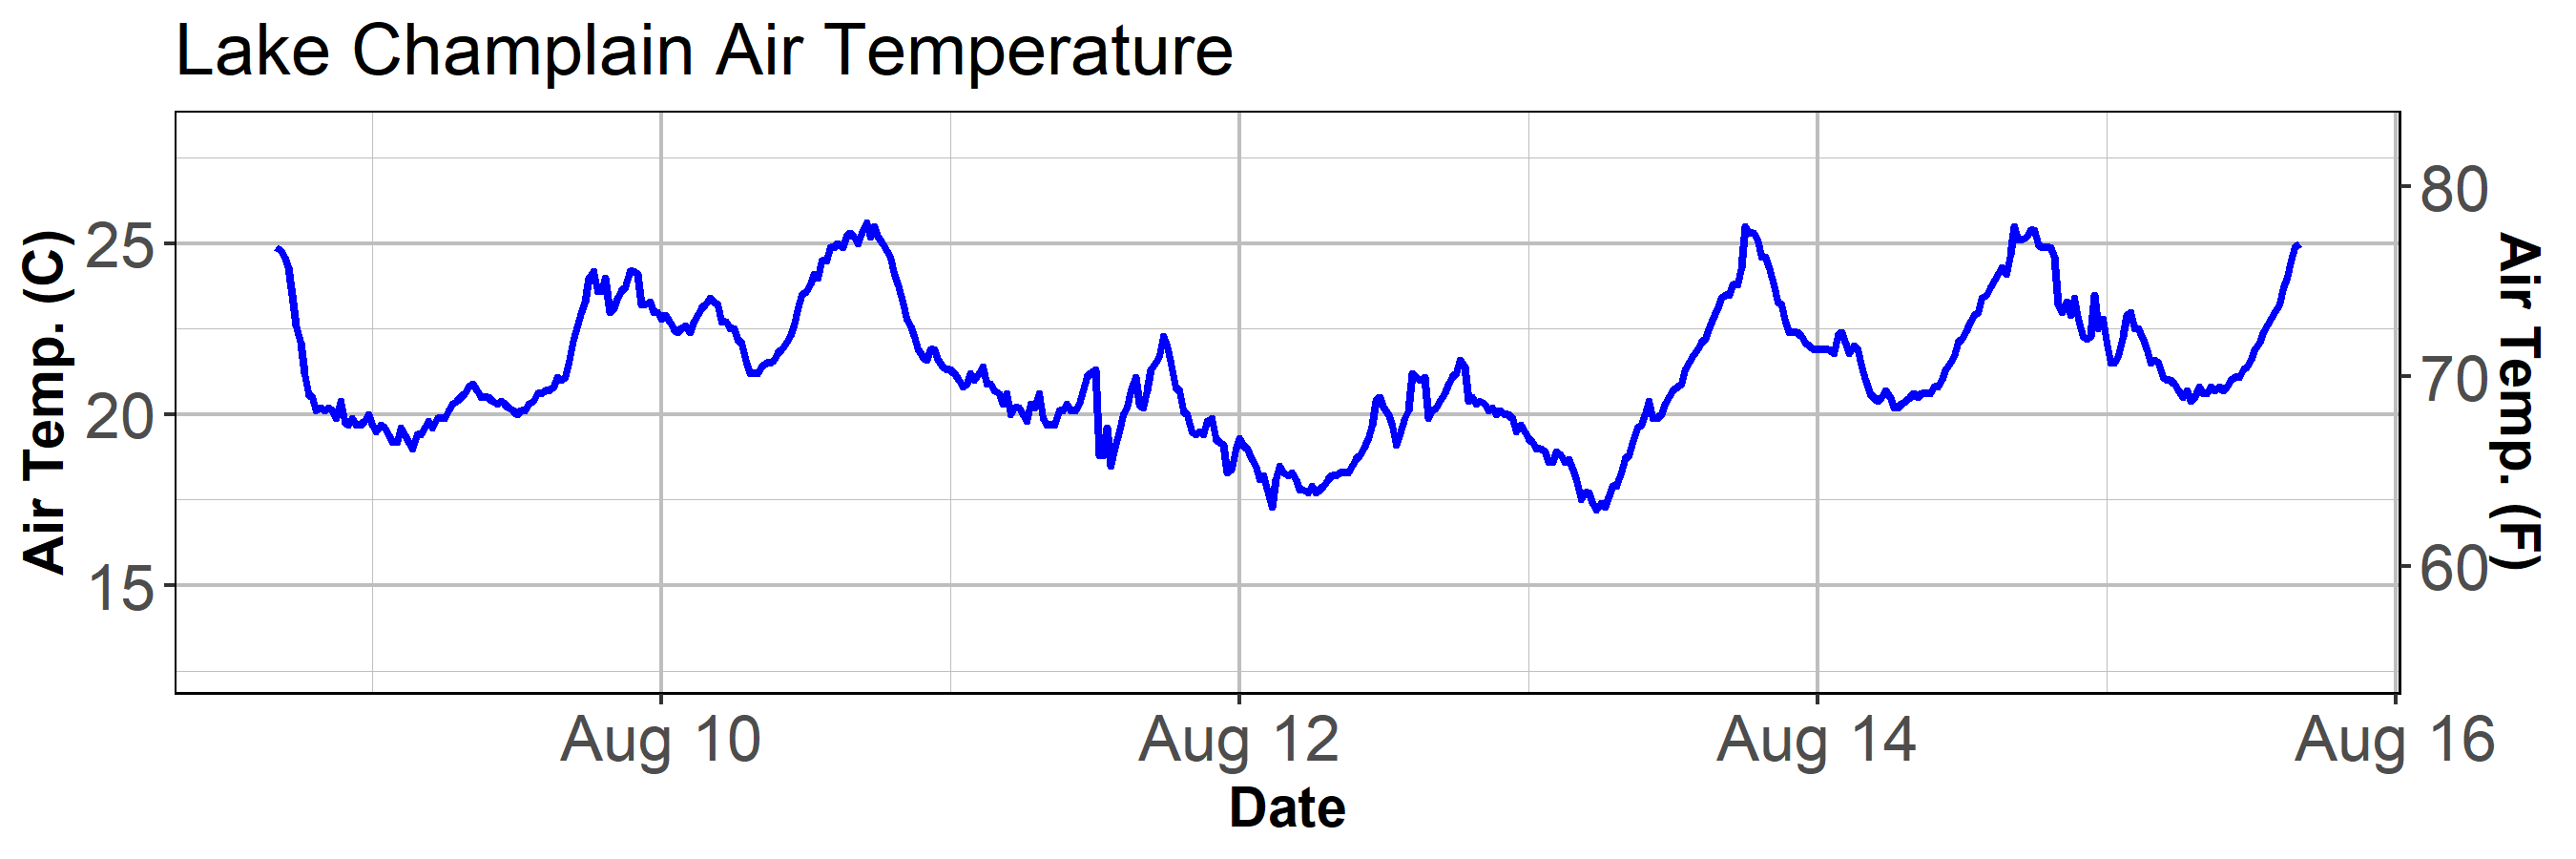 Lake Champlain Air Temperature
Air Temp. (C)
25
20
15
80
70
60
Air Temp. (F)
Aug 10
Aug 12
Aug 14
Aug 16
Date